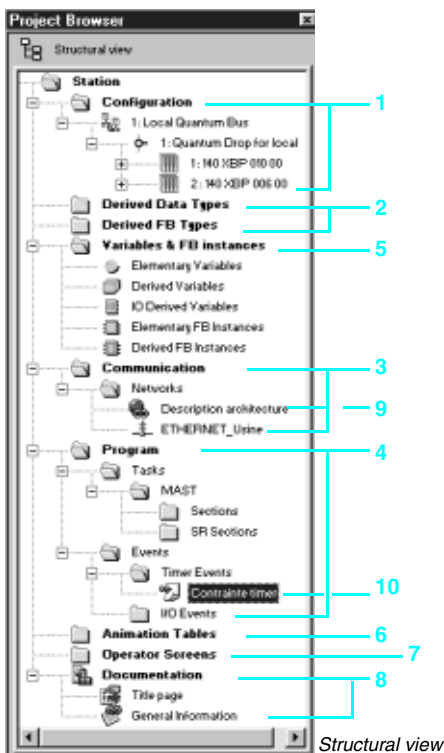 Project Browser
Structural view
Station
Configuration 1
1: Local Quantum Bus
1: Quantum Drop for local
1: 140 XBP 010 00
2: 140 XBP 006 00
Derived Data Types 2
Derived FB Types
Variables & FB instances 5
Elementary Variables
Derived Variables
IO Derived Variables
Elementary FB Instances
Derived FB Instances
Communication 3
Networks
Description architecture 9
ETHERNET_Usine
Program 4
Tasks
MAST
Sections
SR Sections
Events
Timer Events
Contrainte timer 10
I/O Events
Animation Tables 6
Operator Screens 7
Documentation 8
Title page
General Information
Structural view